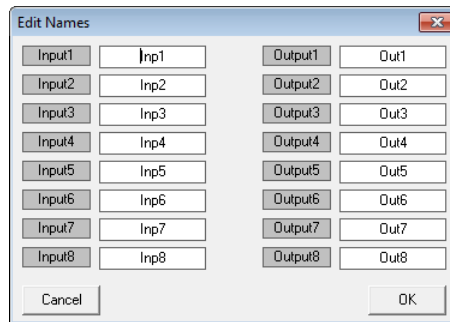 Edit Names
Input1 Inp1 Output1 Out1
Input2 Inp2 Output2 Out2
Input3 Inp3 Output3 Out3
Input4 Inp4 Output4 Out4
Input5 Inp5 Output5 Out5
Input6 Inp6 Output6 Out6
Input7 Inp7 Output7 Out7
Input8 Inp8 Output8 Out8
Cancel OK